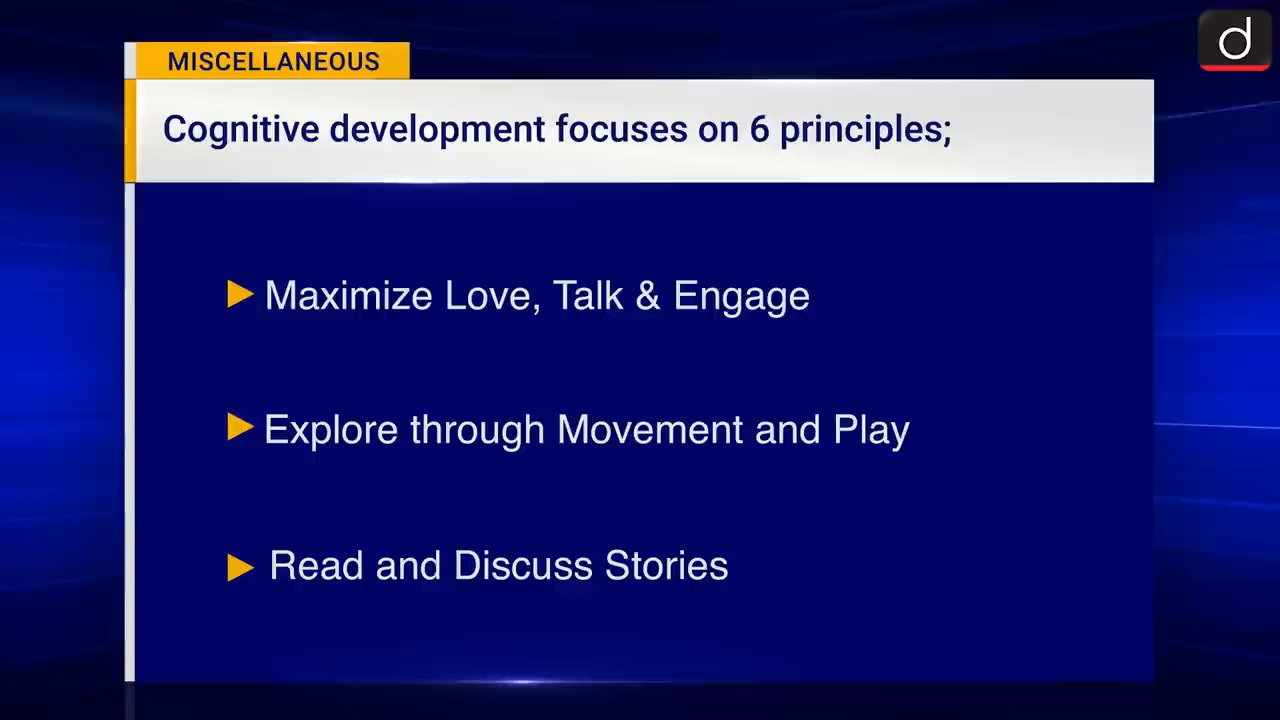 d
MISCELLANEOUS
Cognitive development focuses on 6 principles;
Maximize Love, Talk & Engage
Explore through Movement and Play
Read and Discuss Stories